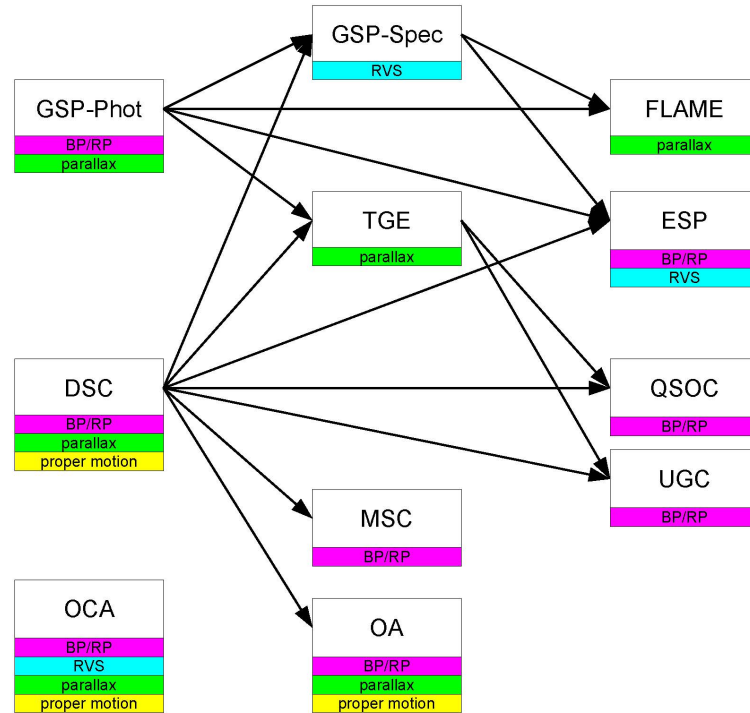 GSP-Spec
RVS
GSP-Phot
BP/RP
parallax
FLAME
parallax
TGE
parallax
ESP
BP/RP
RVS
DSC
BP/RP
parallax
proper motion
QSOC
BP/RP
UGC
BP/RP
MSC
BP/RP
OCA
BP/RP
RVS
parallax
proper motion
OA
BP/RP
parallax
proper motion